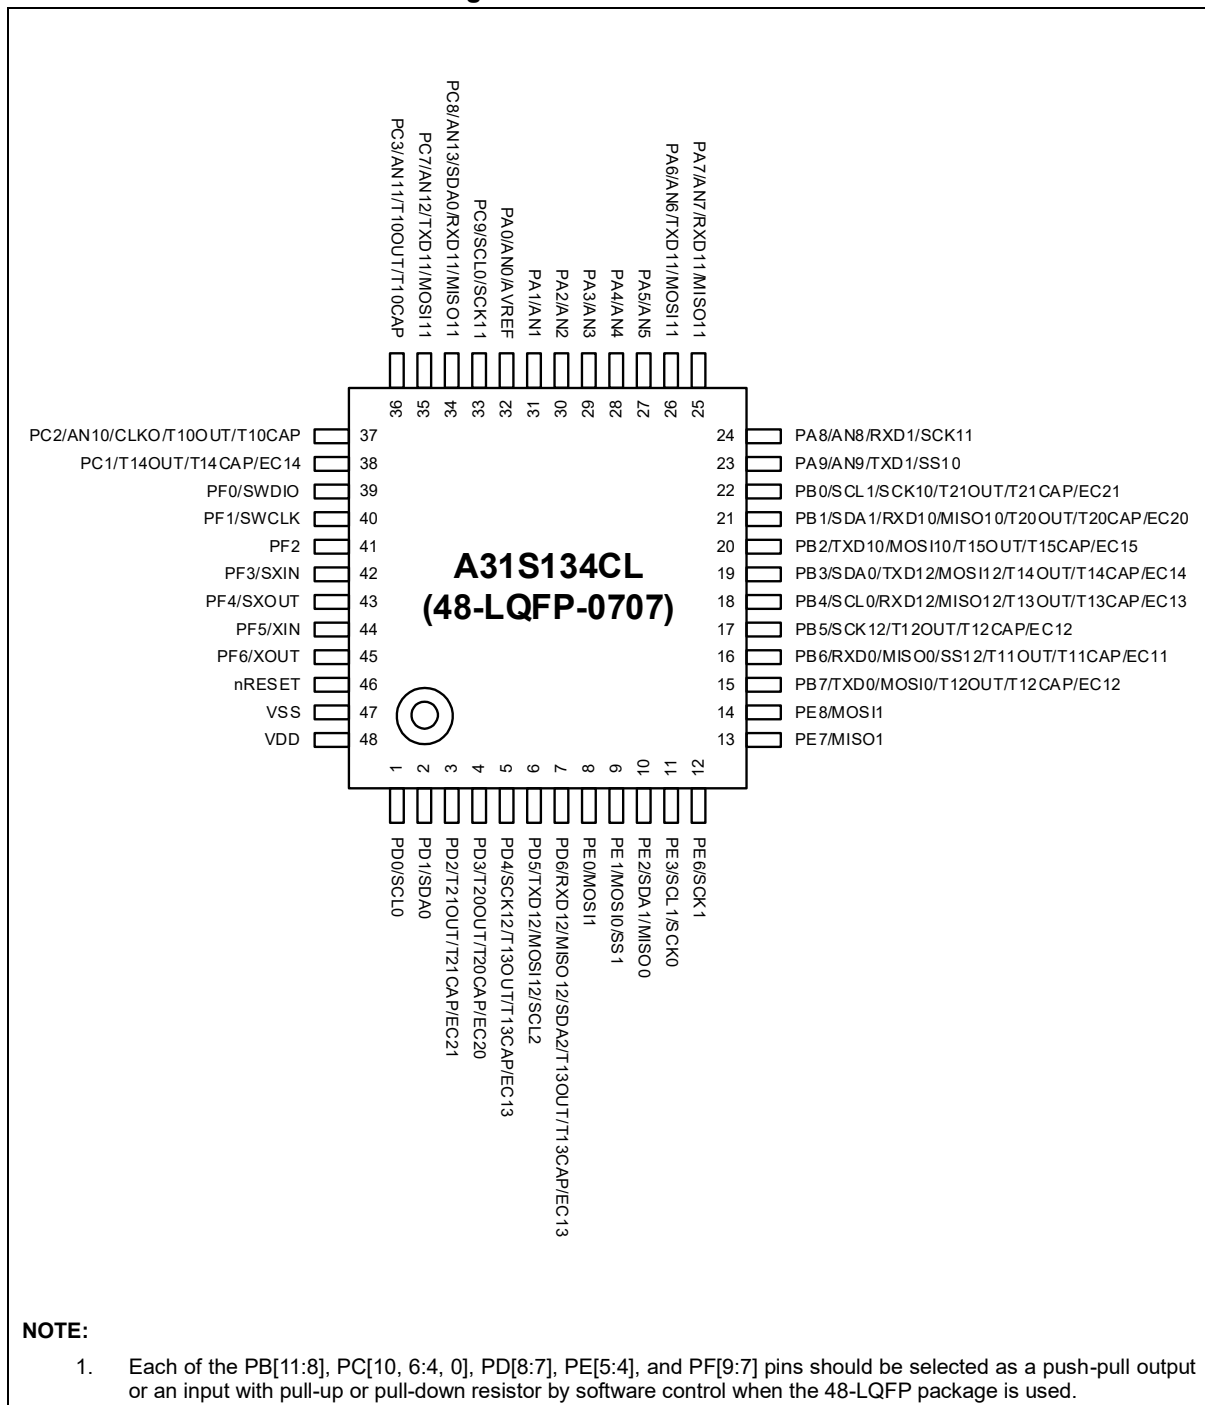 PC3/AN11/T10OUT/T10CAP
PC7/AN12/TXD11/MOSI11
PC8/AN13/SDA0/RXD11/MISO11
PC9/SCL0/SCK11
PA0/AN0/AVREF
PA1/AN1
PA2/AN2
PA3/AN3
PA4/AN4
PA5/AN5
PA6/AN6/TXD11/MOSI11
PA7/AN7/RXD11/MISO11
36
35
34
33
32
31
30
29
28
27
26
25
PC2/AN10/CLKO/T10OUT/T10CAP 37
PC1/T14OUT/T14CAP/EC14 38
PF0/SWDIO 39
PF1/SWCLK 40
PF2 41
PF3/SXIN 42
PF4/SXOUT 43
PF5/XIN 44
PF6/XOUT 45
nRESET 46
VSS 47
VDD 48
A31S134CL
(48-LQFP-0707)
24 PA8/AN8/RXD1/SCK11
23 PA9/AN9/TXD1/SS10
22 PB0/SCL1/SCK10/T21OUT/T21CAP/EC21
21 PB1/SDA1/RXD10/MISO10/T20OUT/T20CAP/EC20
20 PB2/TXD10/MOSI10/T15OUT/T15CAP/EC15
19 PB3/SDA0/TXD12/MOSI12/T14OUT/T14CAP/EC14
18 PB4/SCL0/RXD12/MISO12/T13OUT/T13CAP/EC13
17 PB5/SCK12/T12OUT/T12CAP/EC12
16 PB6/RXD0/MISO0/SS12/T11OUT/T11CAP/EC11
15 PB7/TXD0/MOSI0/T12OUT/T12CAP/EC12
14 PE8/MOSI1
13 PE7/MISO1
1
2
3
4
5
6
7
8
9
10
11
12
PD0/SCL0
PD1/SDA0
PD2/T21OUT/T21CAP/EC21
PD3/T20OUT/T20CAP/EC20
PD4/SCK12/T13OUT/T13CAP/EC13
PD5/TXD12/MOSI12/SCL2
PD6/RXD12/MISO12/SDA2/T13OUT/T13CAP/EC13
PE0/MOSI1
PE1/MOSI0/SS1
PE2/SDA1/MISO0
PE3/SCL1/SCK0
PE6/SCK1
NOTE:
1. Each of the PB[11:8], PC[10, 6:4, 0], PD[8:7], PE[5:4], and PF[9:7] pins should be selected as a push-pull output
or an input with pull-up or pull-down resistor by software control when the 48-LQFP package is used.